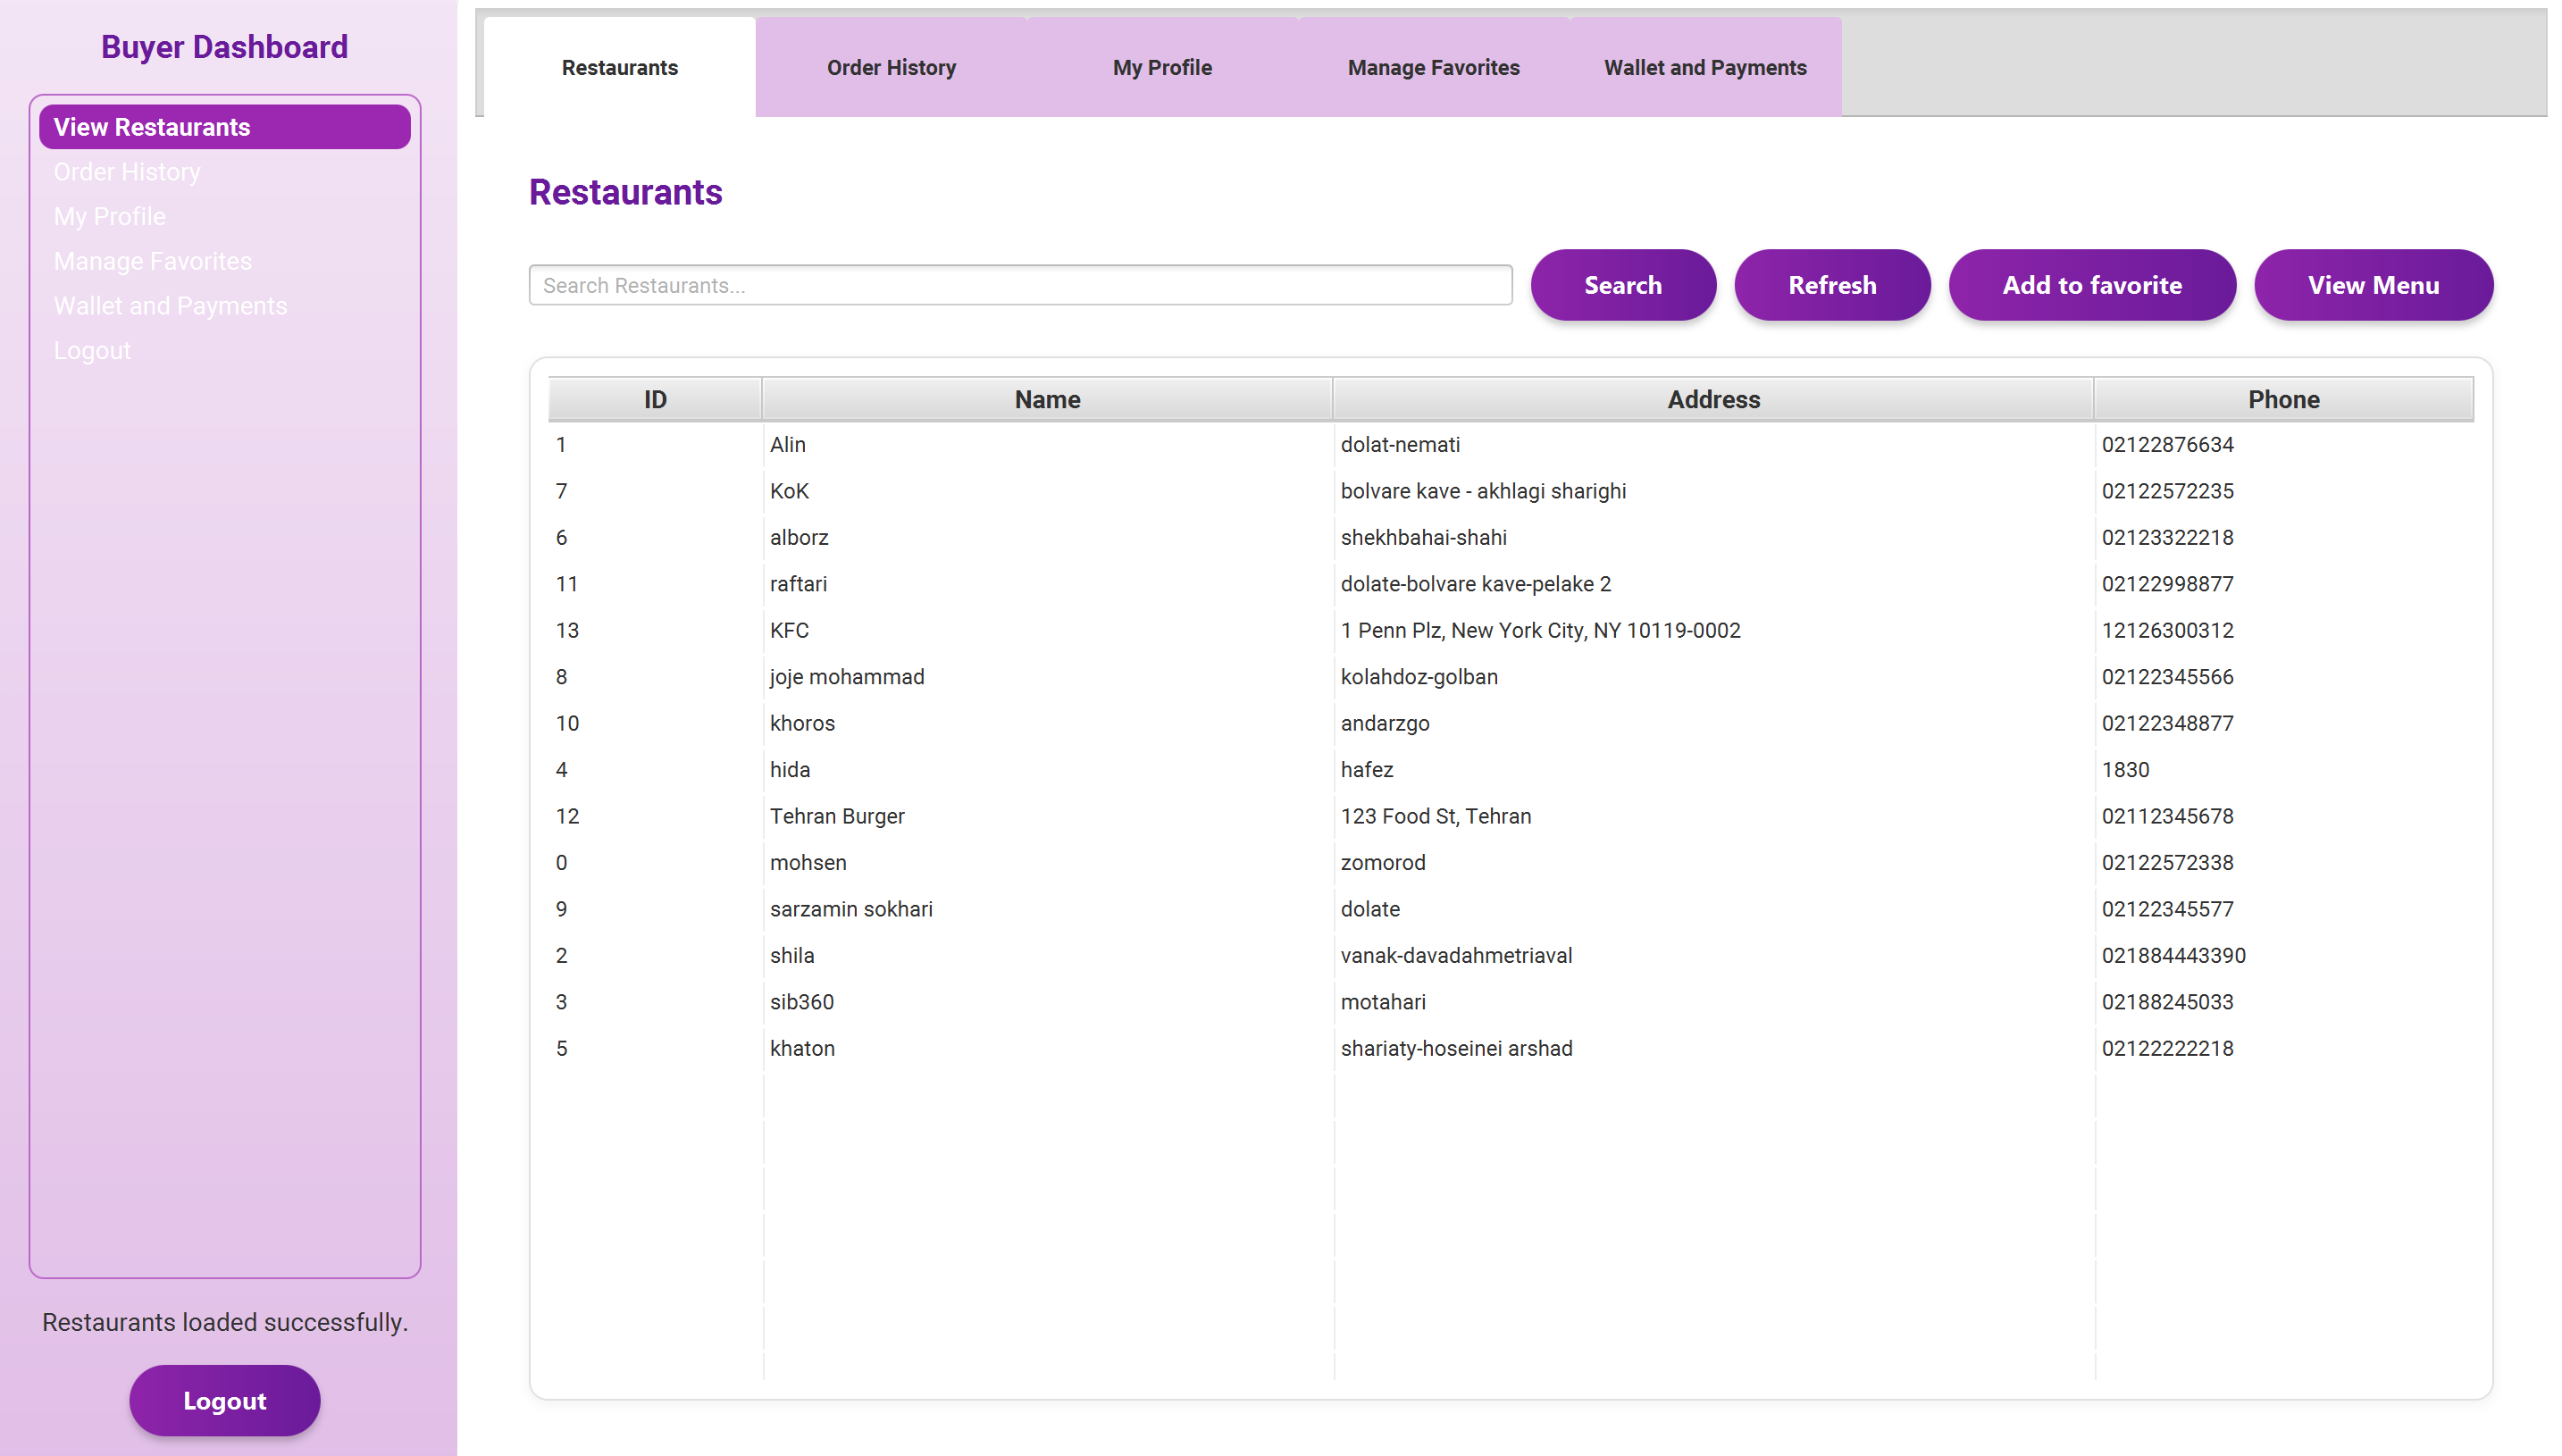 Buyer Dashboard
View Restaurants
Order History
My Profile
Manage Favorites
Wallet and Payments
Logout
Restaurants loaded successfully.
Logout
Restaurants Order History My Profile Manage Favorites Wallet and Payments
Restaurants
Search Restaurants... Search Refresh Add to favorite View Menu
ID Name Address Phone
1 Alin dolat-nemati 02122876634
7 KoK bolvare kave - akhlagi sharighi 02122572235
6 alborz shekhbahai-shahi 02123322218
11 raftari dolate-bolvare kave-pelake 2 02122998877
13 KFC 1 Penn Plz, New York City, NY 10119-0002 12126300312
8 joje mohammad kolahdoz-golban 02122345566
10 khoros andarzgo 02122348877
4 hida hafez 1830
12 Tehran Burger 123 Food St, Tehran 02112345678
0 mohsen zomorod 02122572338
9 sarzamin sokhari dolate 02122345577
2 shila vanak-davadahmetriaval 021884443390
3 sib360 motahari 02188245033
5 khaton shariaty-hoseinei arshad 02122222218